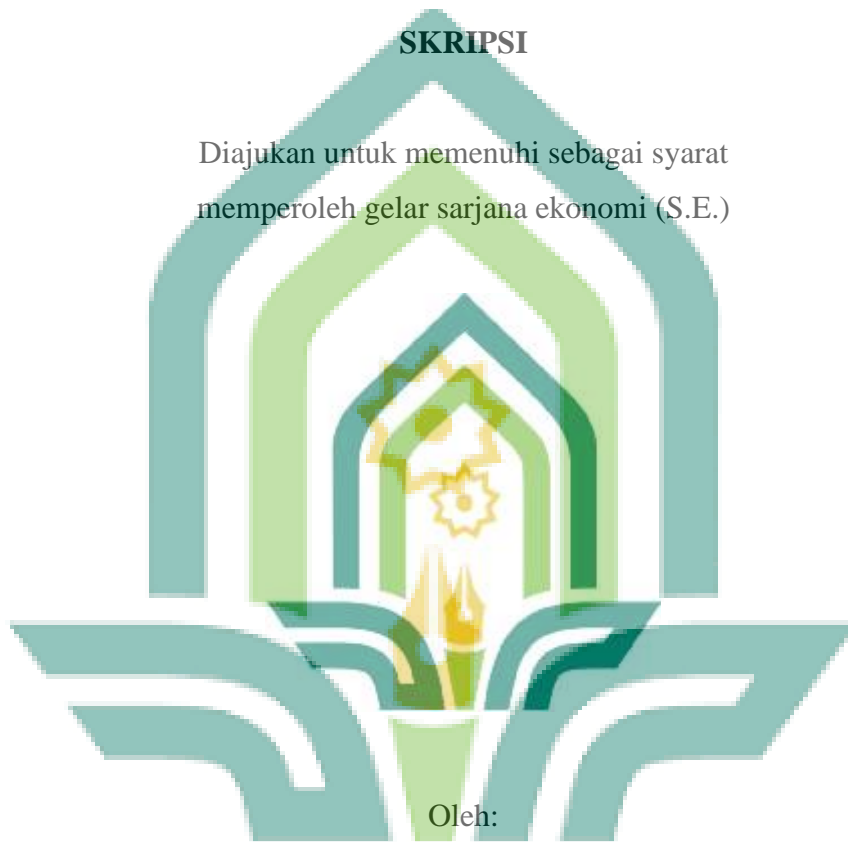 SKRIPSI
Diajukan untuk memenuhi sebagai syarat
memperoleh gelar sarjana ekonomi (S.E.)
Oleh: